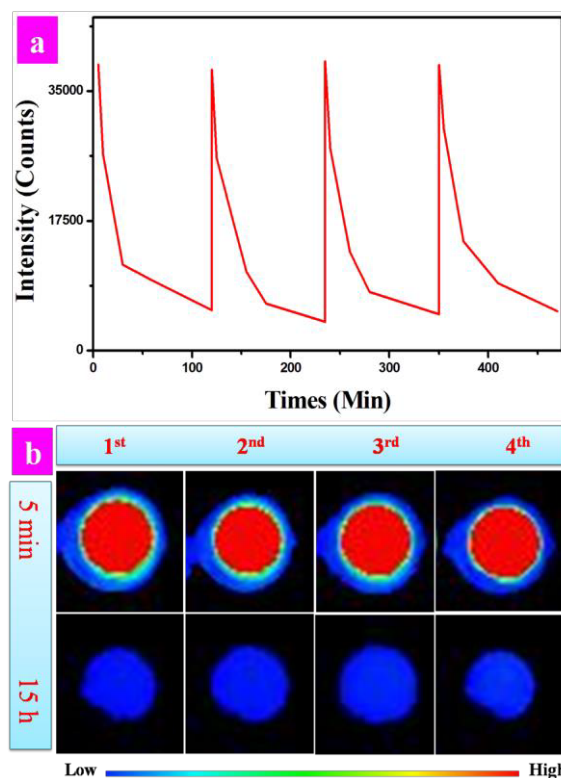 a
35000
17500
0
Intensity (Counts)
0 100 200 300 400
Times (Min)
b
1st 2nd 3rd 4th
5 min
15 h
Low High